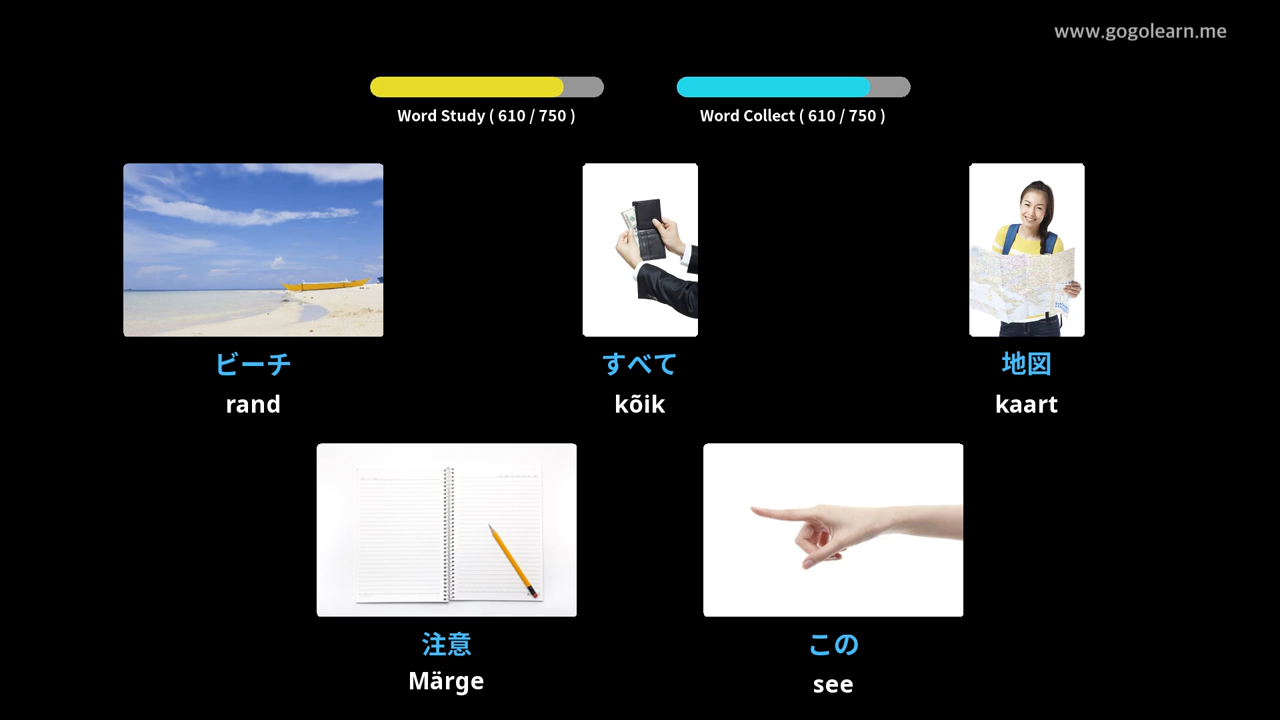 www.gogolearn.me
Word Study ( 610 / 750 )
Word Collect ( 610 / 750 )
ビーチ
rand
すべて
kõik
地図
kaart
注意
Märge
この
see